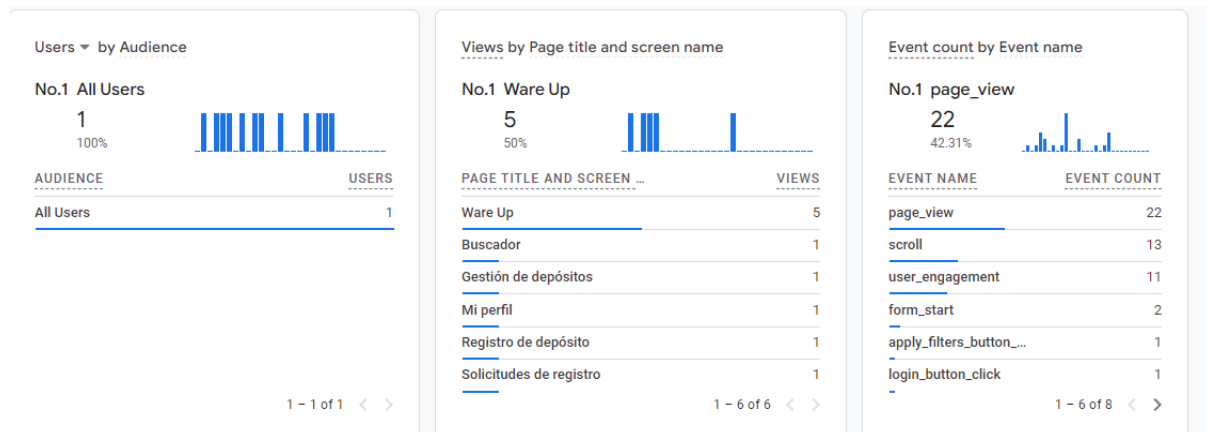 Users by Audience
No.1 All Users
1
100%
AUDIENCE USERS
All Users 1
1 – 1 of 1
Views by Page title and screen name
No.1 Ware Up
5
50%
PAGE TITLE AND SCREEN ... VIEWS
Ware Up 5
Buscador 1
Gestión de depósitos 1
Mi perfil 1
Registro de depósito 1
Solicitudes de registro 1
1 – 6 of 6
Event count by Event name
No.1 page_view
22
42.31%
EVENT NAME EVENT COUNT
page_view 22
scroll 13
user_engagement 11
form_start 2
apply_filters_button_... 1
login_button_click 1
1 – 6 of 8